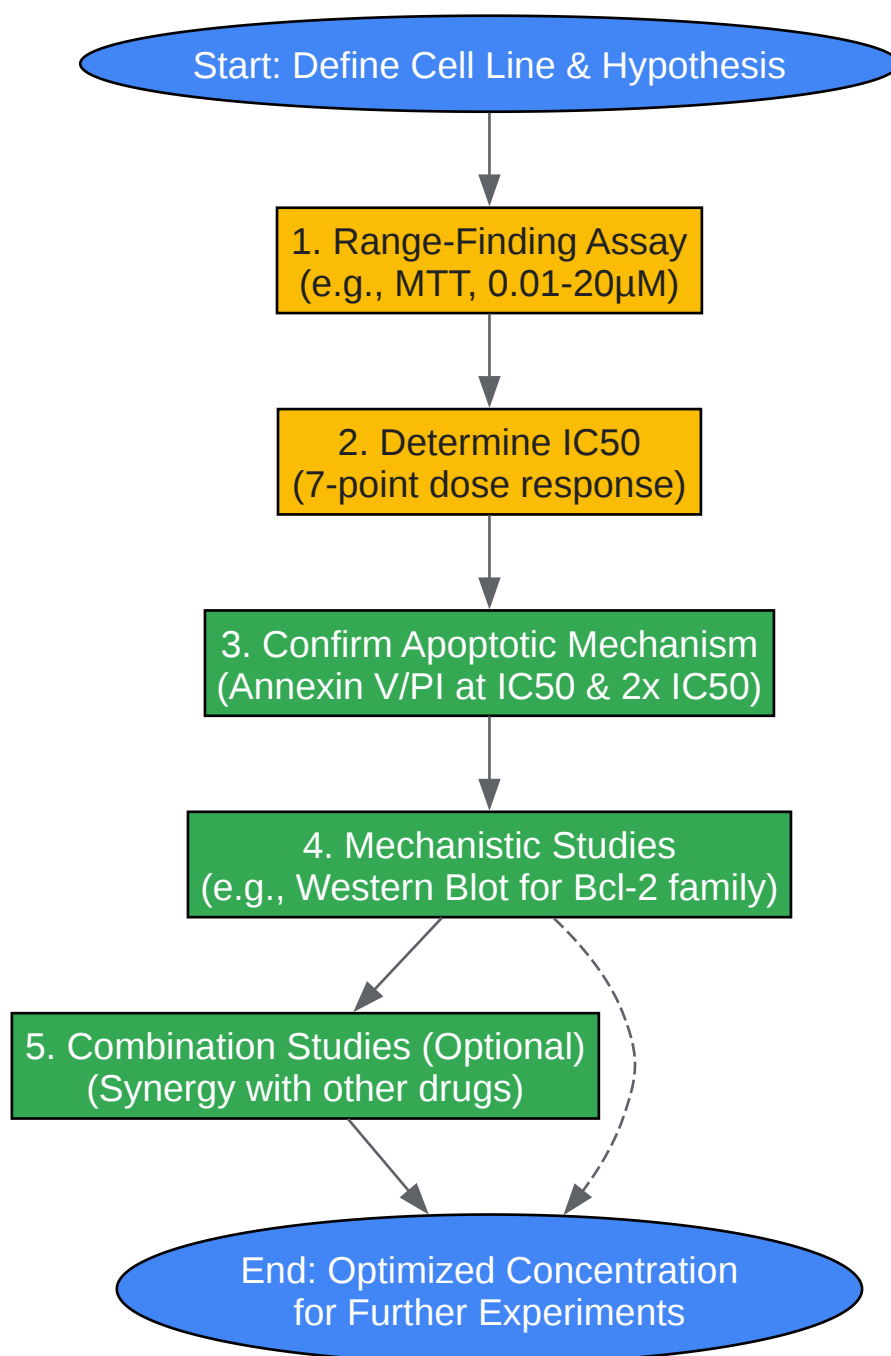 Start: Define Cell Line & Hypothesis
1. Range-Finding Assay
(e.g., MTT, 0.01-20µM)
2. Determine IC50
(7-point dose response)
3. Confirm Apoptotic Mechanism
(Annexin V/PI at IC50 & 2x IC50)
4. Mechanistic Studies
(e.g., Western Blot for Bcl-2 family)
5. Combination Studies (Optional)
(Synergy with other drugs)
End: Optimized Concentration
for Further Experiments